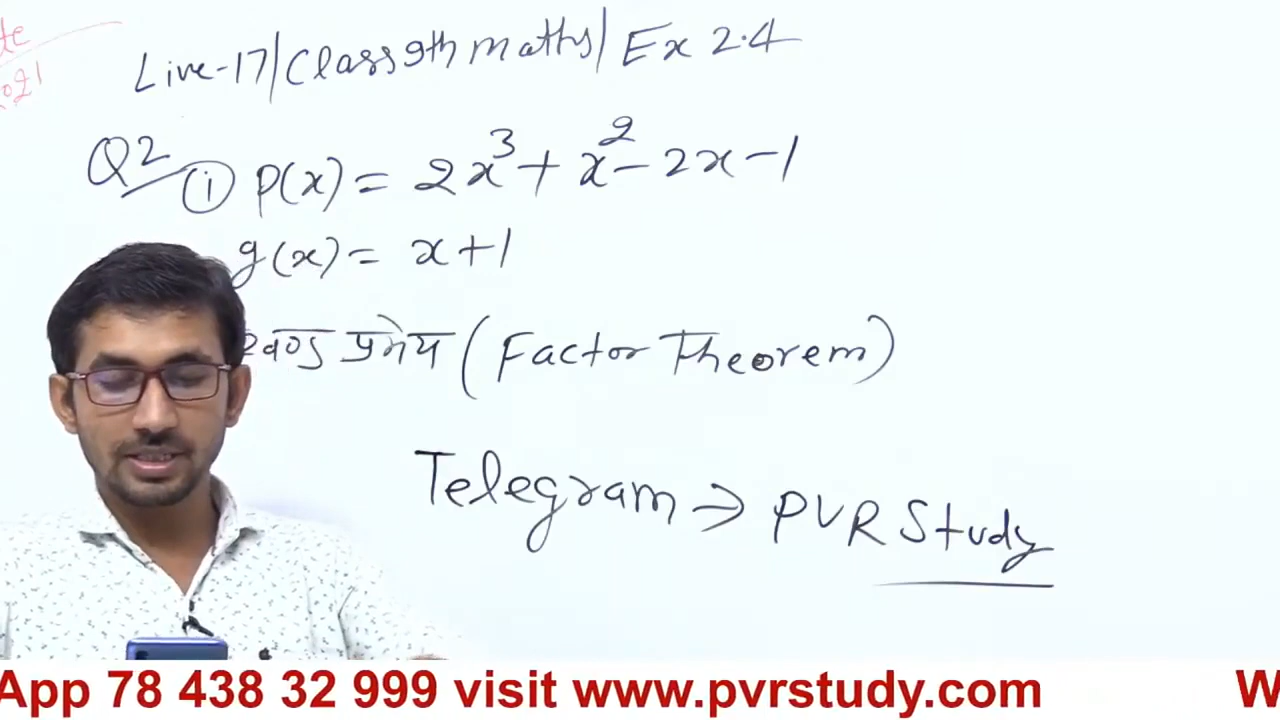 Live-17/Class 9th maths/ Ex 2.4
Q2 (i) p(x) = 2x³ + x² - 2x - 1
g(x) = x + 1
खण्ड प्रमेय (Factor Theorem)
Telegram → PVR Study
App 78 438 32 999 visit www.pvrstudy.com W